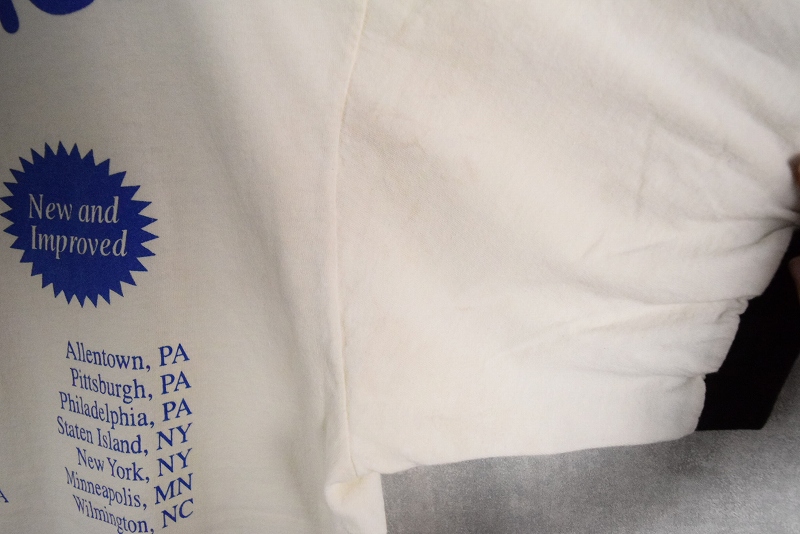 New and
Improved
Allentown, PA
Pittsburgh, PA
Philadelphia, PA
Staten Island, NY
New York, NY
Minneapolis, MN
Wilmington, NC